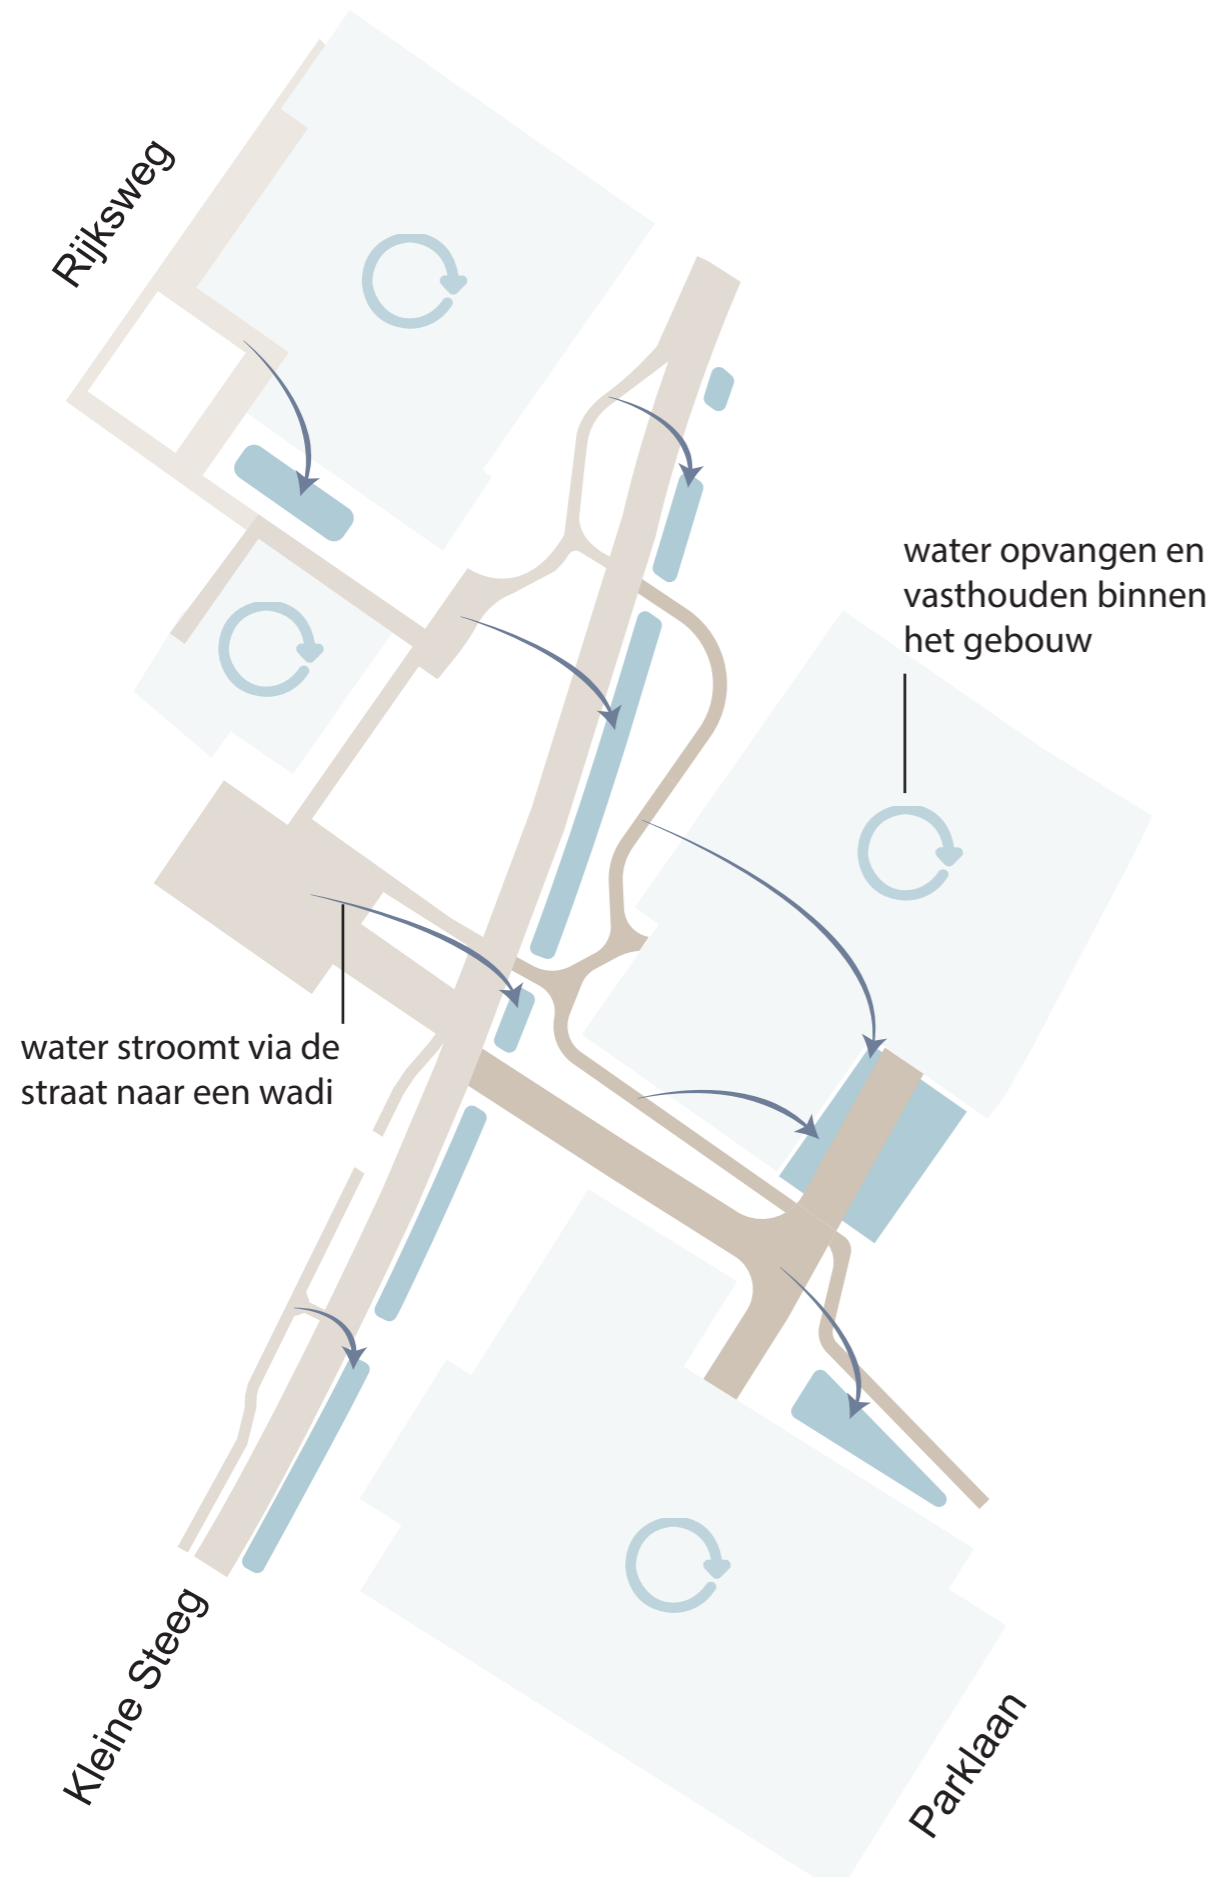 Rijksweg
water opvangen en
vasthouden binnen
het gebouw
water stroomt via de
straat naar een wadi
Kleine Steeg
Parklaan